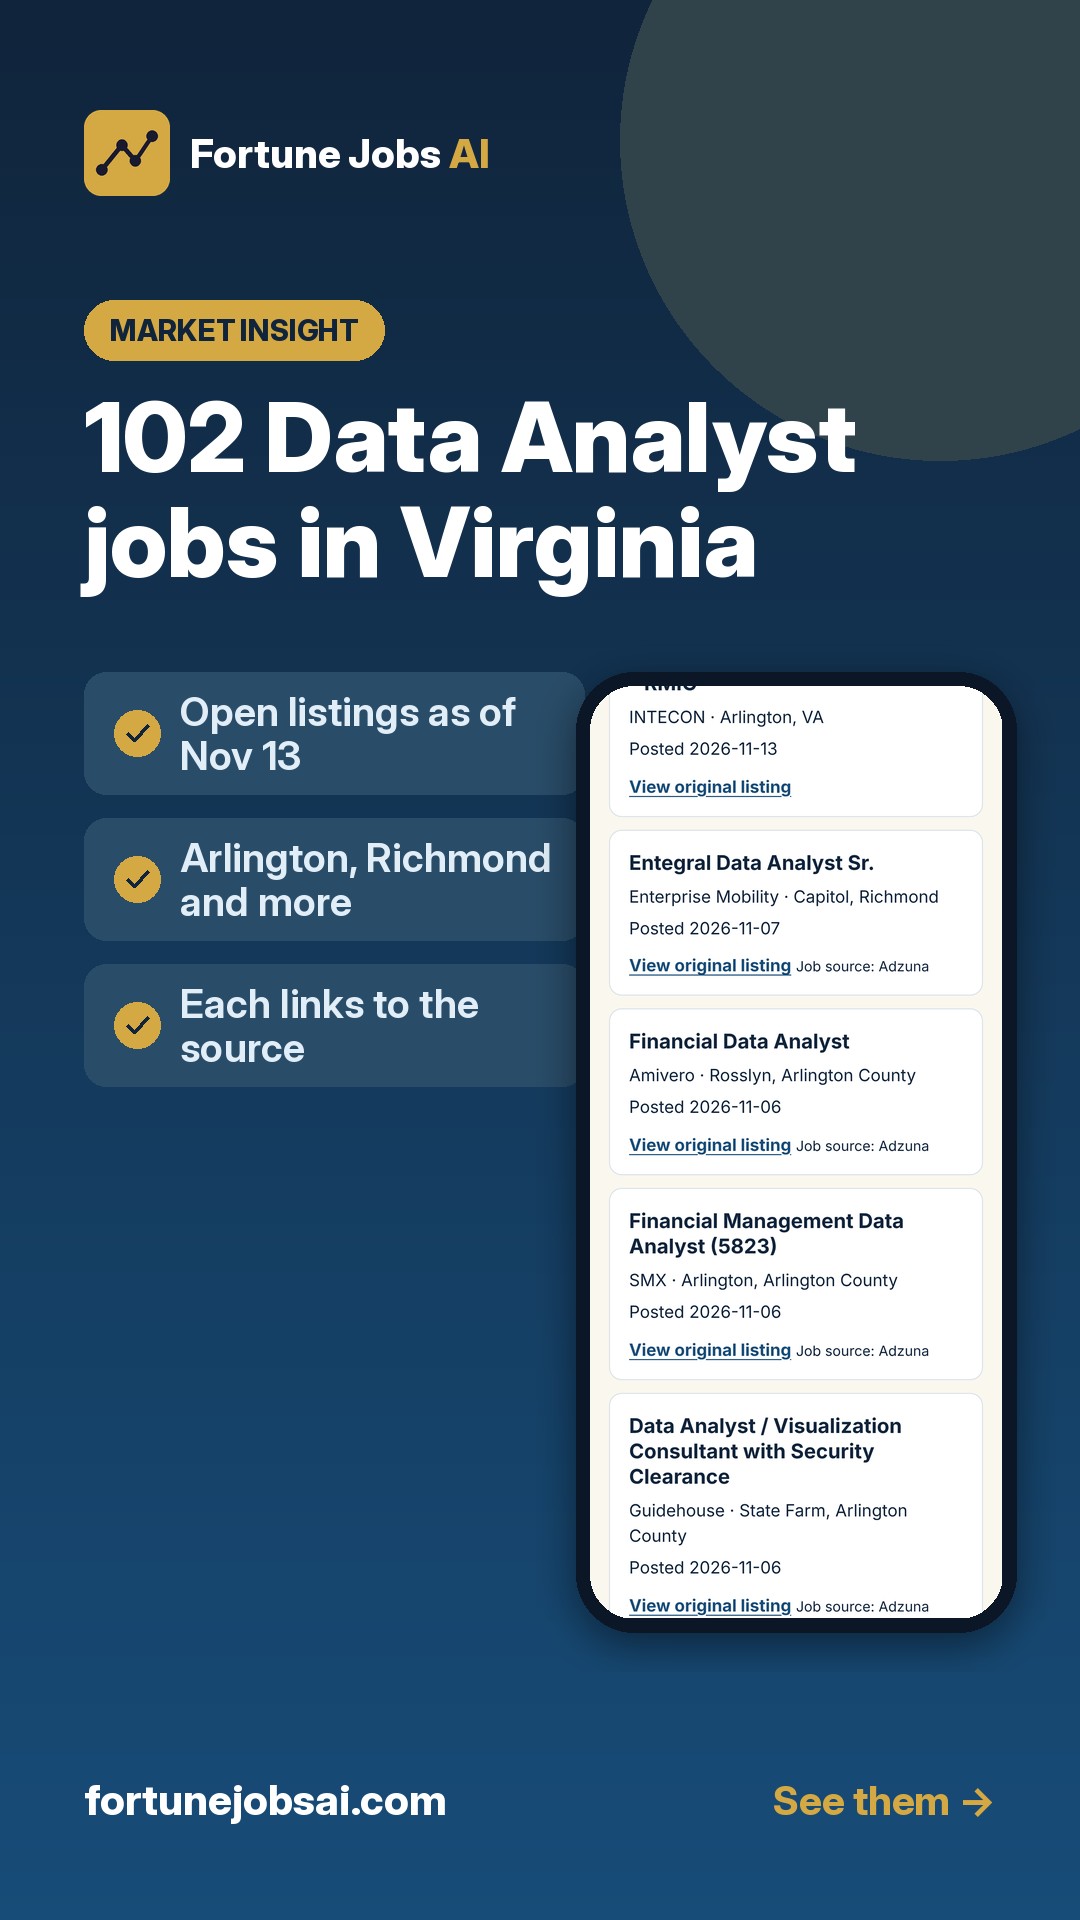 Fortune Jobs AI
MARKET INSIGHT
102 Data Analyst
jobs in Virginia
Open listings as of
Nov 13
Arlington, Richmond
and more
Each links to the
source
INTECON · Arlington, VA
Posted 2026-11-13
View original listing
Entegral Data Analyst Sr.
Enterprise Mobility · Capitol, Richmond
Posted 2026-11-07
View original listing Job source: Adzuna
Financial Data Analyst
Amivero · Rosslyn, Arlington County
Posted 2026-11-06
View original listing Job source: Adzuna
Financial Management Data
Analyst (5823)
SMX · Arlington, Arlington County
Posted 2026-11-06
View original listing Job source: Adzuna
Data Analyst / Visualization
Consultant with Security
Clearance
Guidehouse · State Farm, Arlington
County
Posted 2026-11-06
View original listing Job source: Adzuna
fortunejobsai.com
See them →